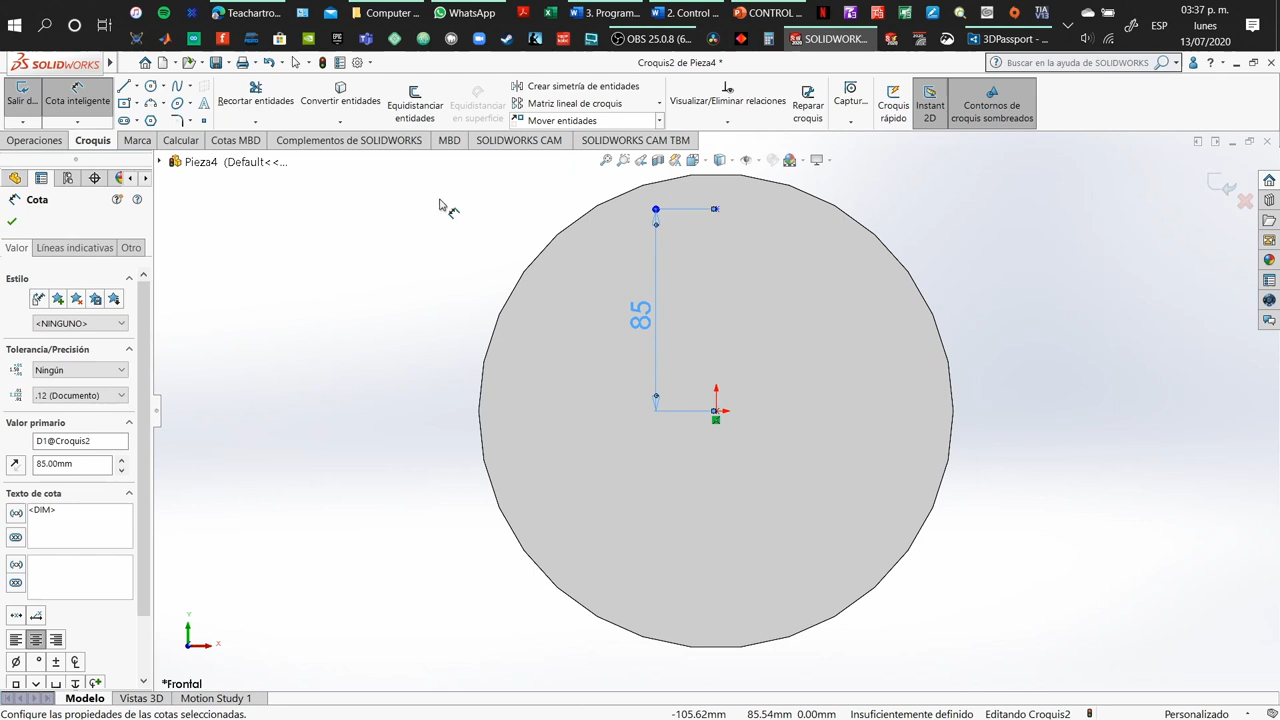 Teachartro...
Computer ...
WhatsApp
3. Program...
2. Control ...
CONTROL ...
TIA V13
ESP
03:37 p.m.
lunes
13/07/2020
OBS 25.0.8 (6...
SOLIDWORK...
3DPassport - ...
SOLIDWORKS
Croquis2 de Pieza4 *
Buscar en la ayuda de SOLIDWORKS
Salir d...
Cota inteligente
Recortar entidades
Convertir entidades
Equidistanciar entidades
Equidistanciar en superficie
Crear simetría de entidades
Matriz lineal de croquis
Mover entidades
Visualizar/Eliminar relaciones
Reparar croquis
Captur...
Croquis rápido
Instant 2D
Contornos de croquis sombreados
Operaciones
Croquis
Marca
Calcular
Cotas MBD
Complementos de SOLIDWORKS
MBD
SOLIDWORKS CAM
SOLIDWORKS CAM TBM
Pieza4 (Default<<...
Cota
Valor
Líneas indicativas
Otro
Estilo
<NINGUNO>
Tolerancia/Precisión
Ningún
.12 (Documento)
Valor primario
D1@Croquis2
85.00mm
Texto de cota
<DIM>
85
Y
X
*Frontal
Modelo
Vistas 3D
Motion Study 1
Configure las propiedades de las cotas seleccionadas.
-105.62mm
85.54mm 0.00mm
Insuficientemente definido
Editando Croquis2
Personalizado